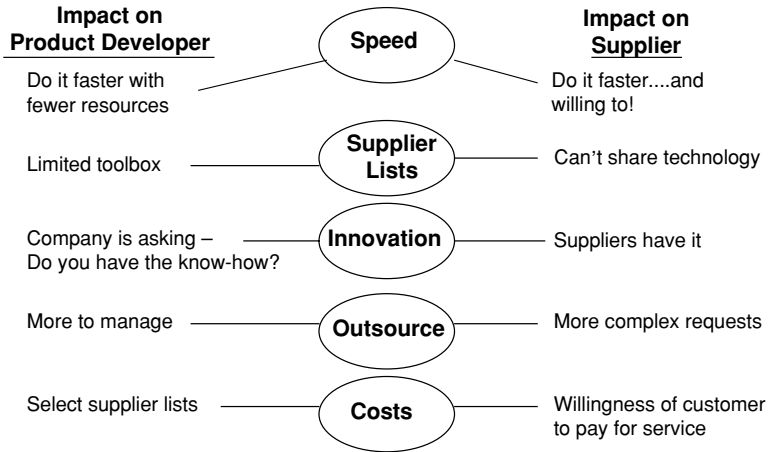 Impact on
Product Developer
Impact on
Supplier
Speed
Do it faster with
fewer resources
Do it faster....and
willing to!
Supplier
Lists
Limited toolbox
Can't share technology
Innovation
Company is asking –
Do you have the know-how?
Suppliers have it
Outsource
More to manage
More complex requests
Costs
Select supplier lists
Willingness of customer
to pay for service